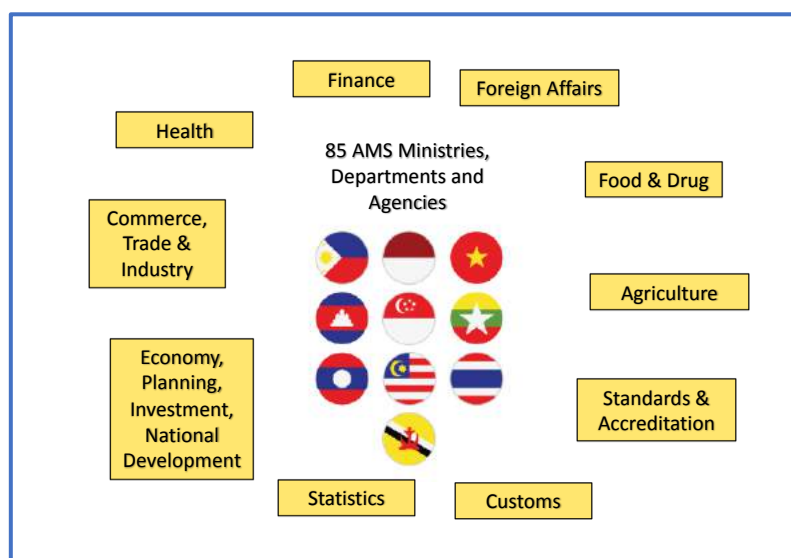 Finance
Foreign Affairs
Health
85 AMS Ministries,
Departments and
Agencies
Food & Drug
Commerce,
Trade &
Industry
Agriculture
Economy,
Planning,
Investment,
National
Development
Standards &
Accreditation
Statistics
Customs